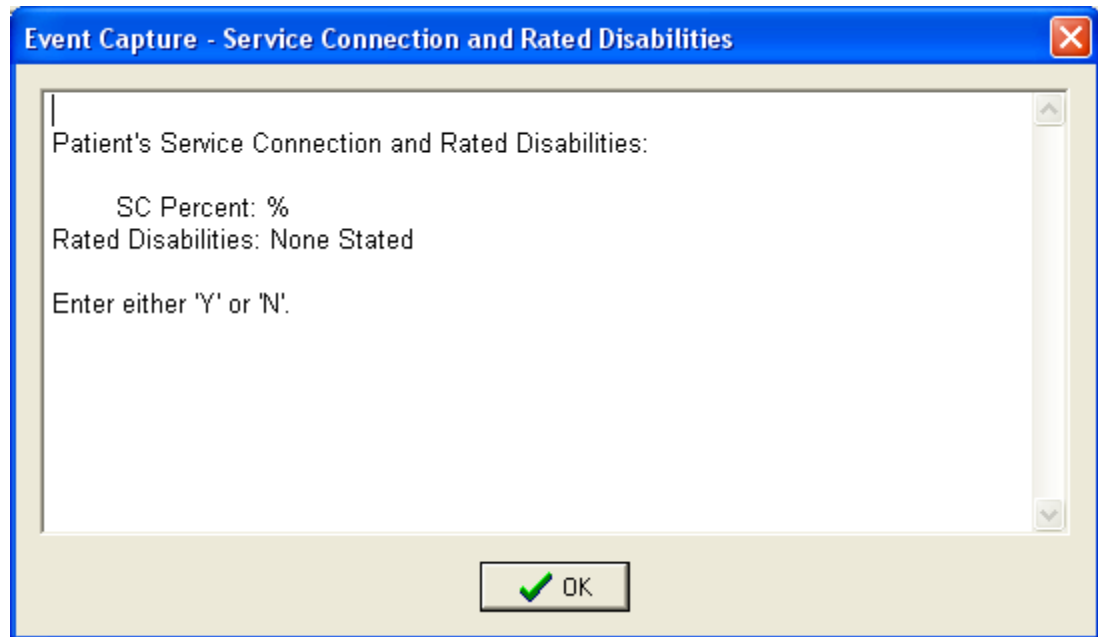 Event Capture - Service Connection and Rated Disabilities
Patient's Service Connection and Rated Disabilities:
SC Percent: %
Rated Disabilities: None Stated
Enter either 'Y' or 'N'.
OK